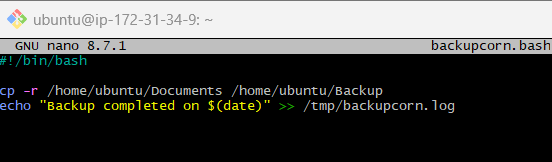 ubuntu@ip-172-31-34-9: ~
GNU nano 8.7.1 backupcorn.bash
#!/bin/bash
cp -r /home/ubuntu/Documents /home/ubuntu/Backup
echo "Backup completed on $(date)" >> /tmp/backupcorn.log